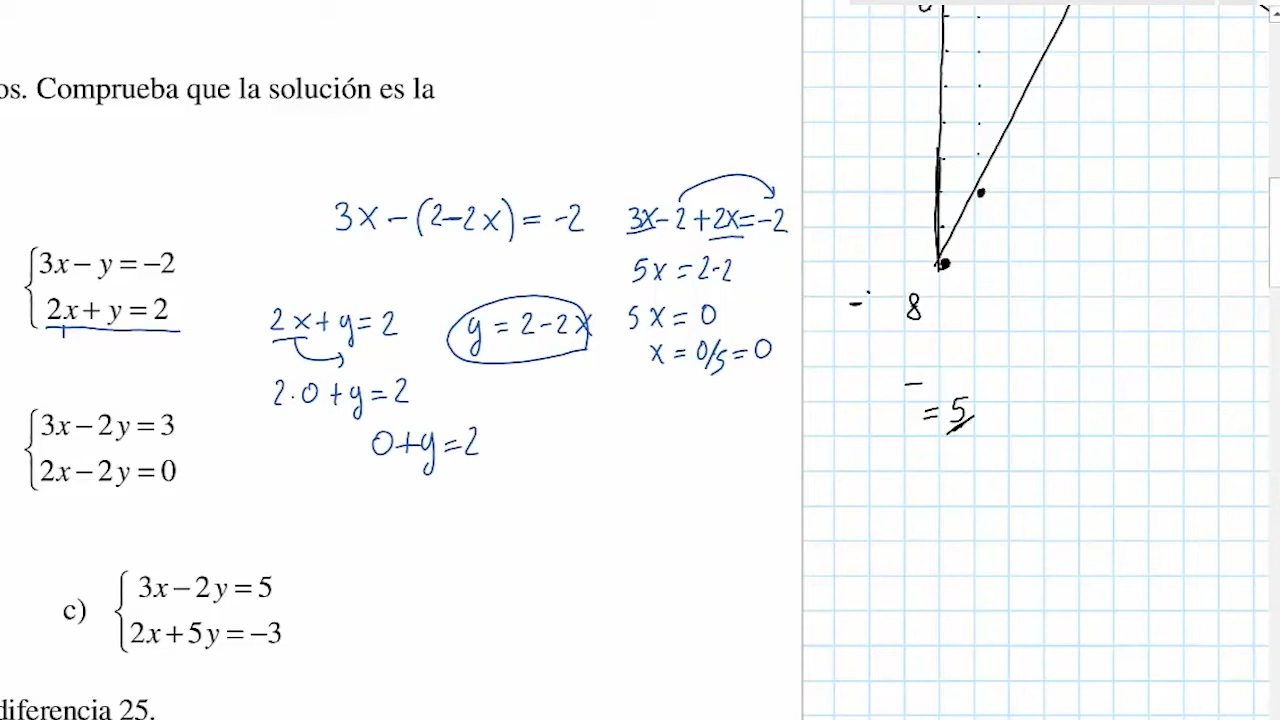 os. Comprueba que la solución es la
3x − (2−2x) = −2
3x−2+2x=−2
3x − y = −2
5x = 2-2
2x + y = 2
2x+y=2
y = 2−2x
5x = 0
x = 0/5=0
2·0+y=2
0+y=2
3x − 2y = 3
2x − 2y = 0
c)
3x − 2y = 5
2x + 5y = −3
diferencia 25.
8
= 5